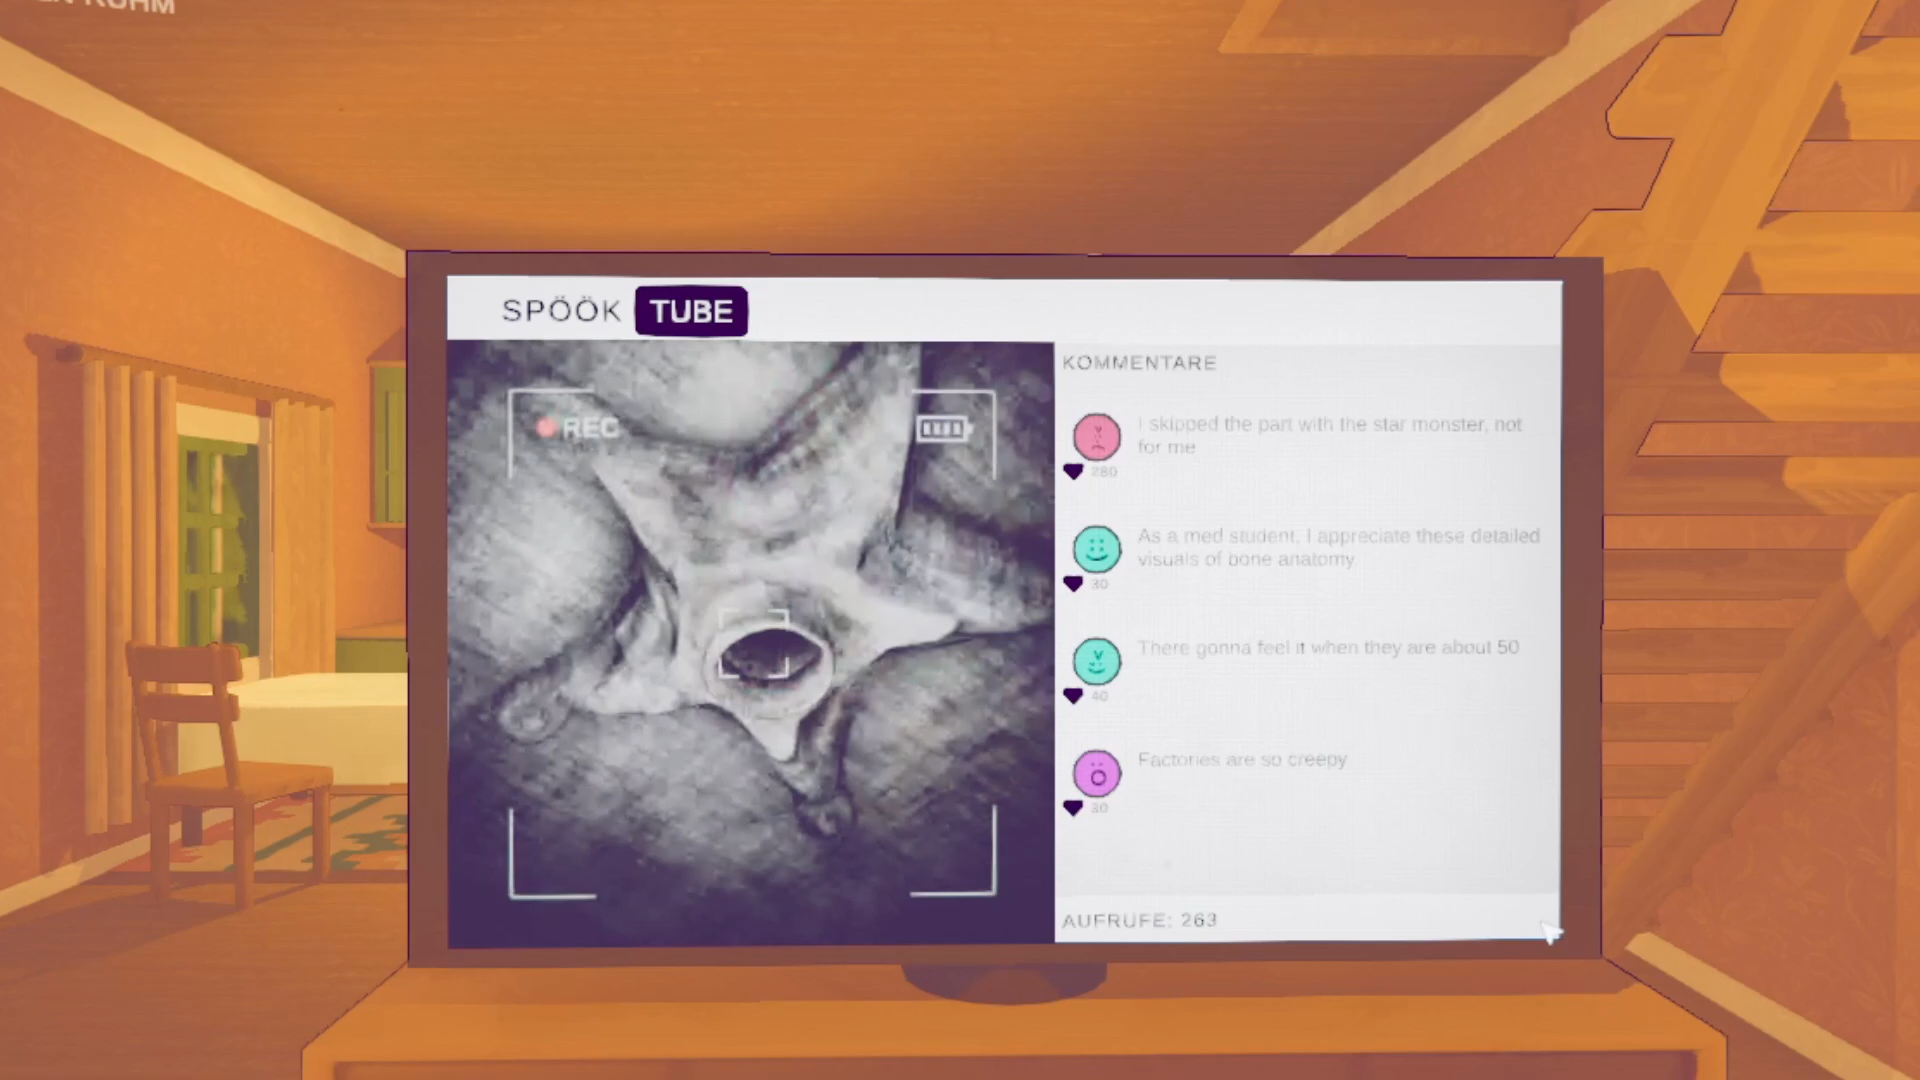 RUHM
SPÖÖK TUBE
REC
KOMMENTARE
I skipped the part with the star monster, not
for me
280
As a med student, I appreciate these detailed
visuals of bone anatomy
30
There gonna feel it when they are about 50
40
Factories are so creepy
30
AUFRUFE: 263